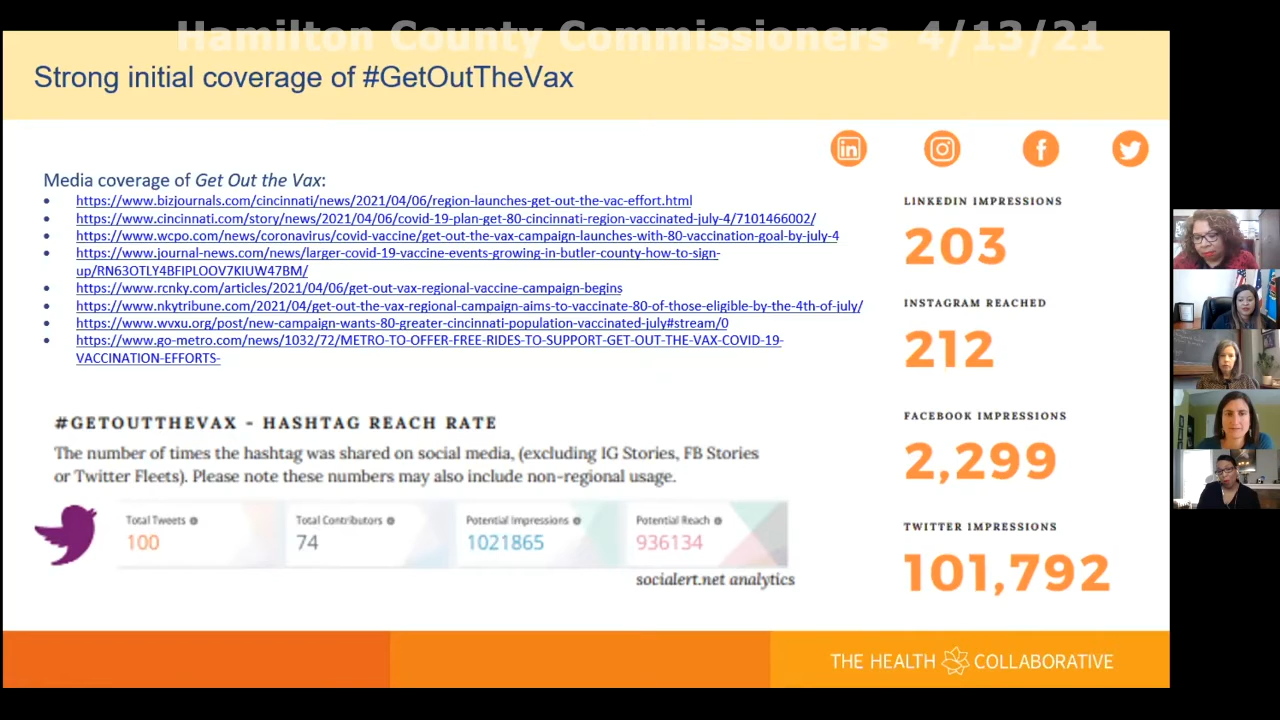 Hamilton County Commissioners 4/13/21
Strong initial coverage of #GetOutTheVax
Media coverage of Get Out the Vax:
• https://www.bizjournals.com/cincinnati/news/2021/04/06/region-launches-get-out-the-vac-effort.html
• https://www.cincinnati.com/story/news/2021/04/06/covid-19-plan-get-80-cincinnati-region-vaccinated-july-4/7101466002/
• https://www.wcpo.com/news/coronavirus/covid-vaccine/get-out-the-vax-campaign-launches-with-80-vaccination-goal-by-july-4
• https://www.journal-news.com/news/larger-covid-19-vaccine-events-growing-in-butler-county-how-to-sign-
up/RN63OTLY4BFIPLOOV7KIUW47BM/
• https://www.rcnky.com/articles/2021/04/06/get-out-vax-regional-vaccine-campaign-begins
• https://www.nkytribune.com/2021/04/get-out-the-vax-regional-campaign-aims-to-vaccinate-80-of-those-eligible-by-the-4th-of-july/
• https://www.wvxu.org/post/new-campaign-wants-80-greater-cincinnati-population-vaccinated-july#stream/0
• https://www.go-metro.com/news/1032/72/METRO-TO-OFFER-FREE-RIDES-TO-SUPPORT-GET-OUT-THE-VAX-COVID-19-
VACCINATION-EFFORTS-
#GETOUTTHEVAX - HASHTAG REACH RATE
The number of times the hashtag was shared on social media, (excluding IG Stories, FB Stories
or Twitter Fleets). Please note these numbers may also include non-regional usage.
Total Tweets
100
Total Contributors
74
Potential Impressions
1021865
Potential Reach
936134
socialert.net analytics
LINKEDIN IMPRESSIONS
203
INSTAGRAM REACHED
212
FACEBOOK IMPRESSIONS
2,299
TWITTER IMPRESSIONS
101,792
THE HEALTH COLLABORATIVE